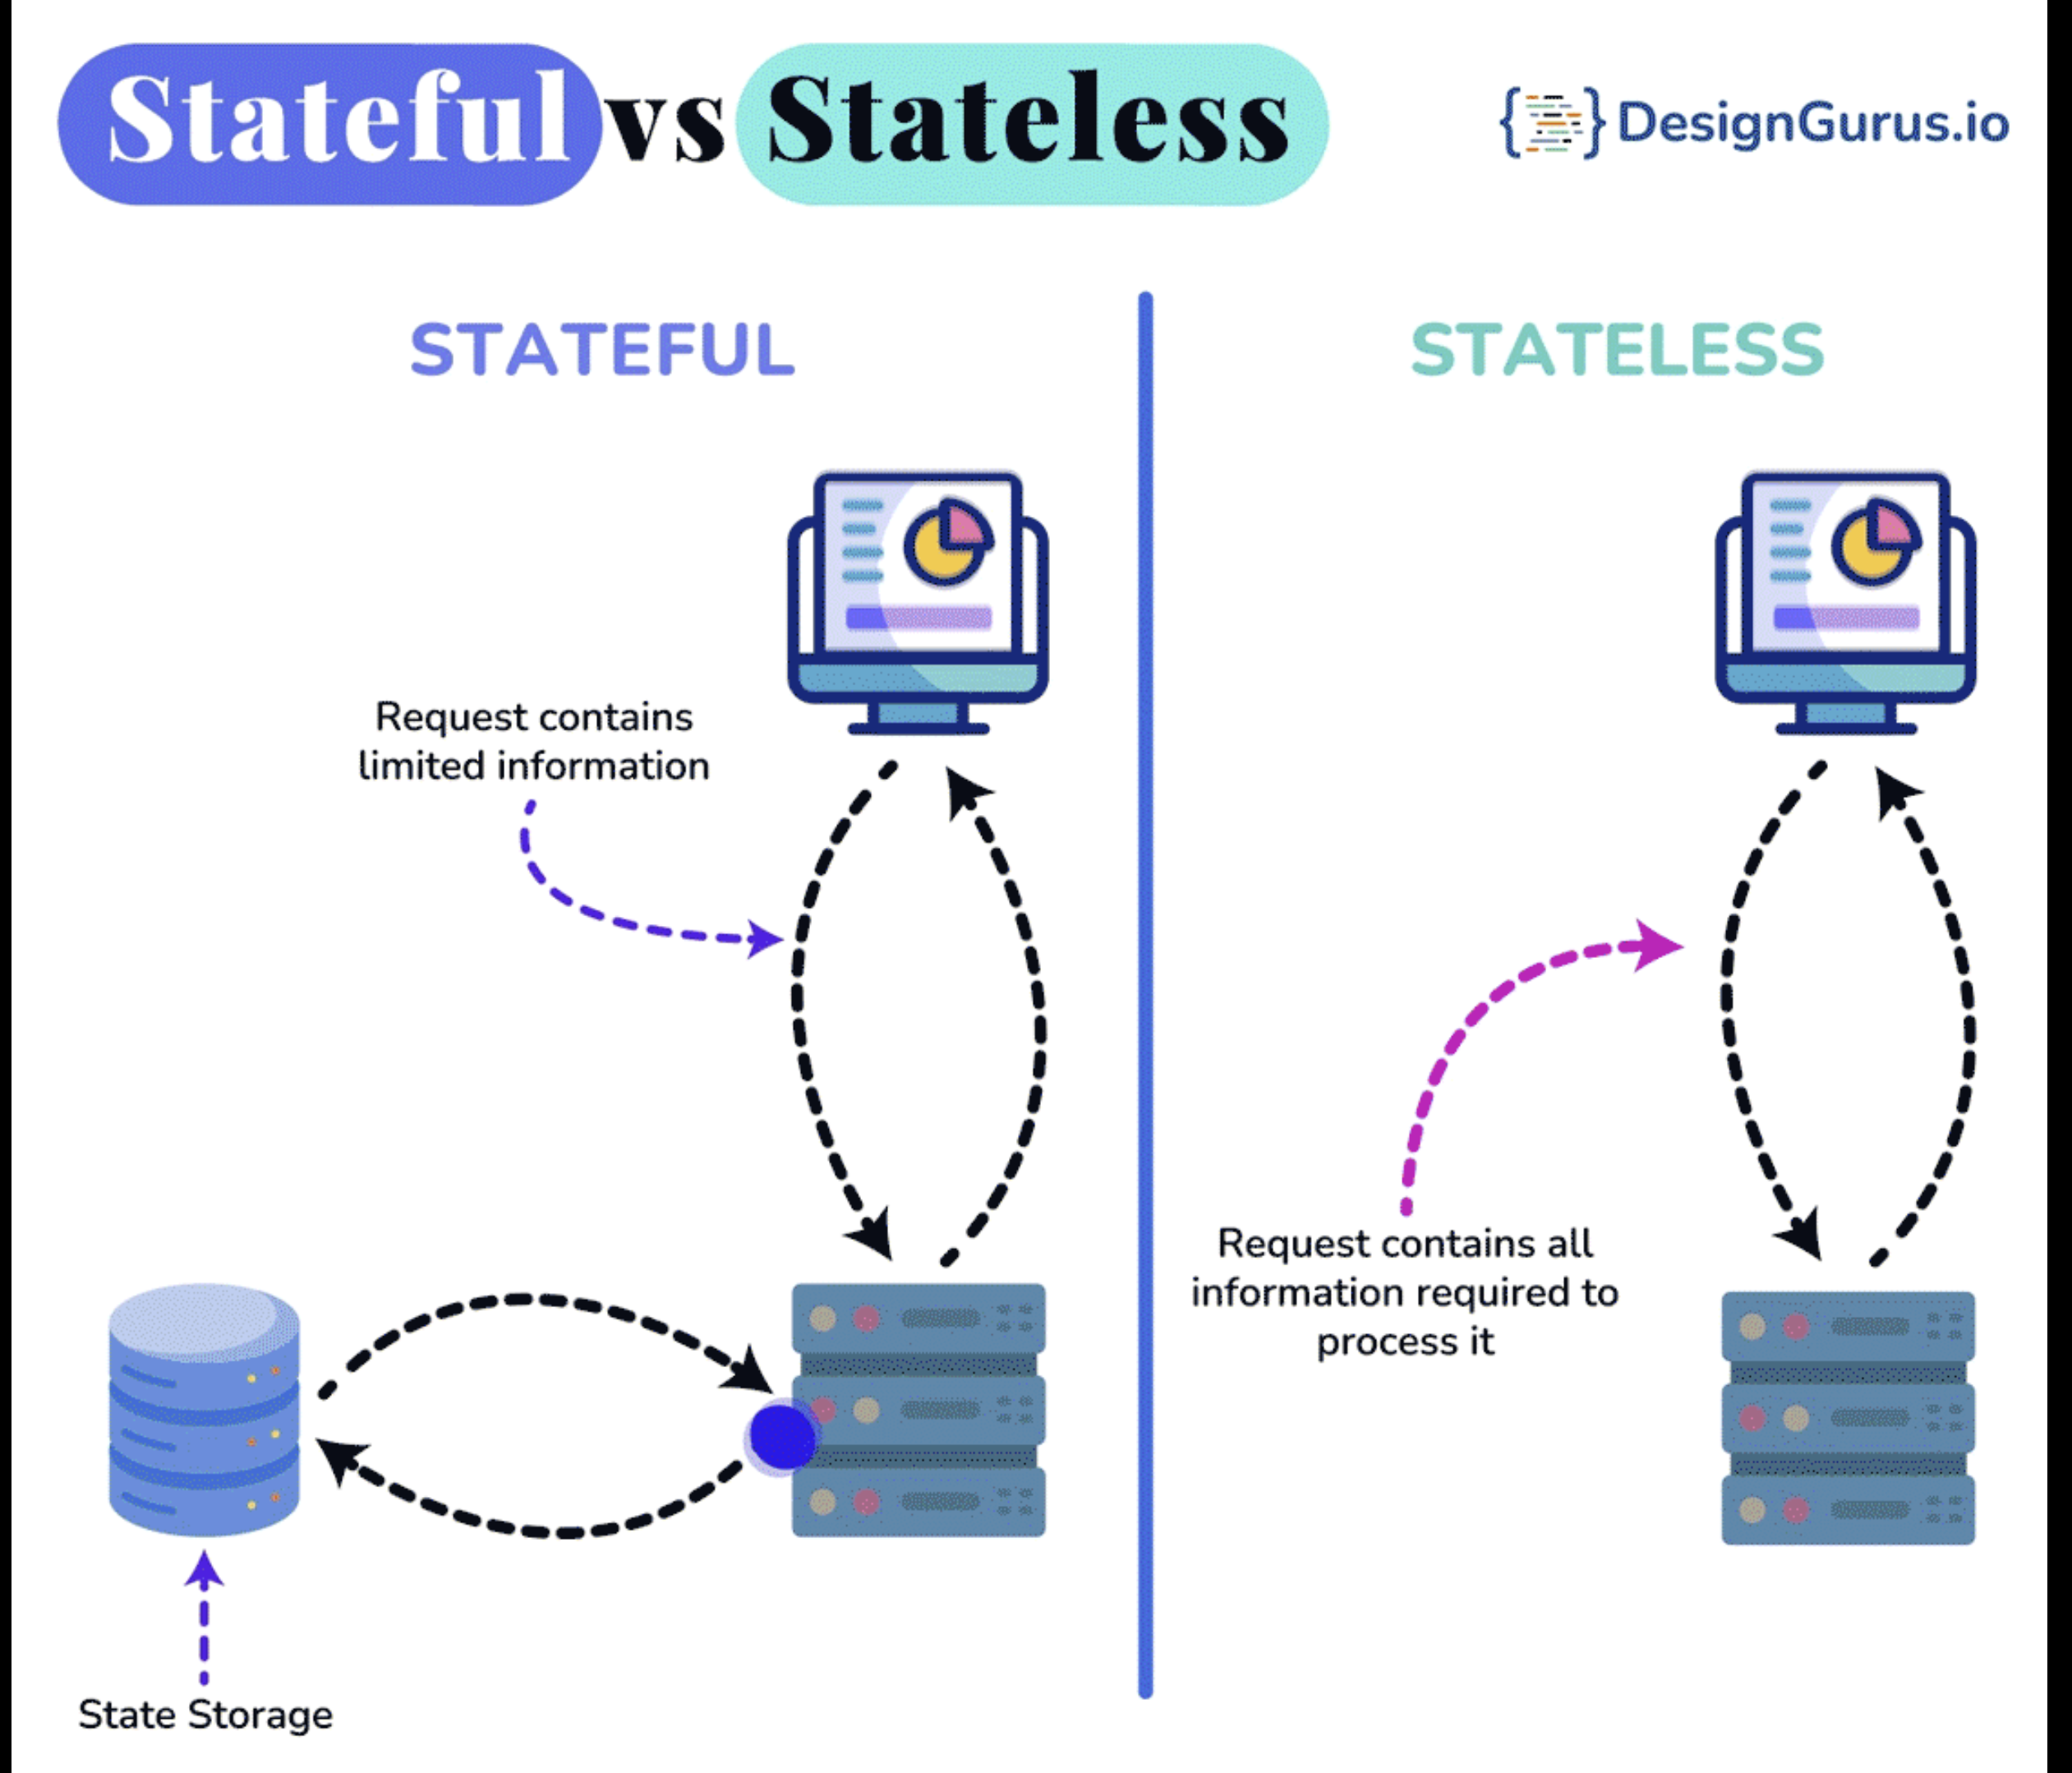 Stateful vs Stateless
{ } DesignGurus.io
STATEFUL
STATELESS
Request contains
limited information
Request contains all
information required to
process it
State Storage